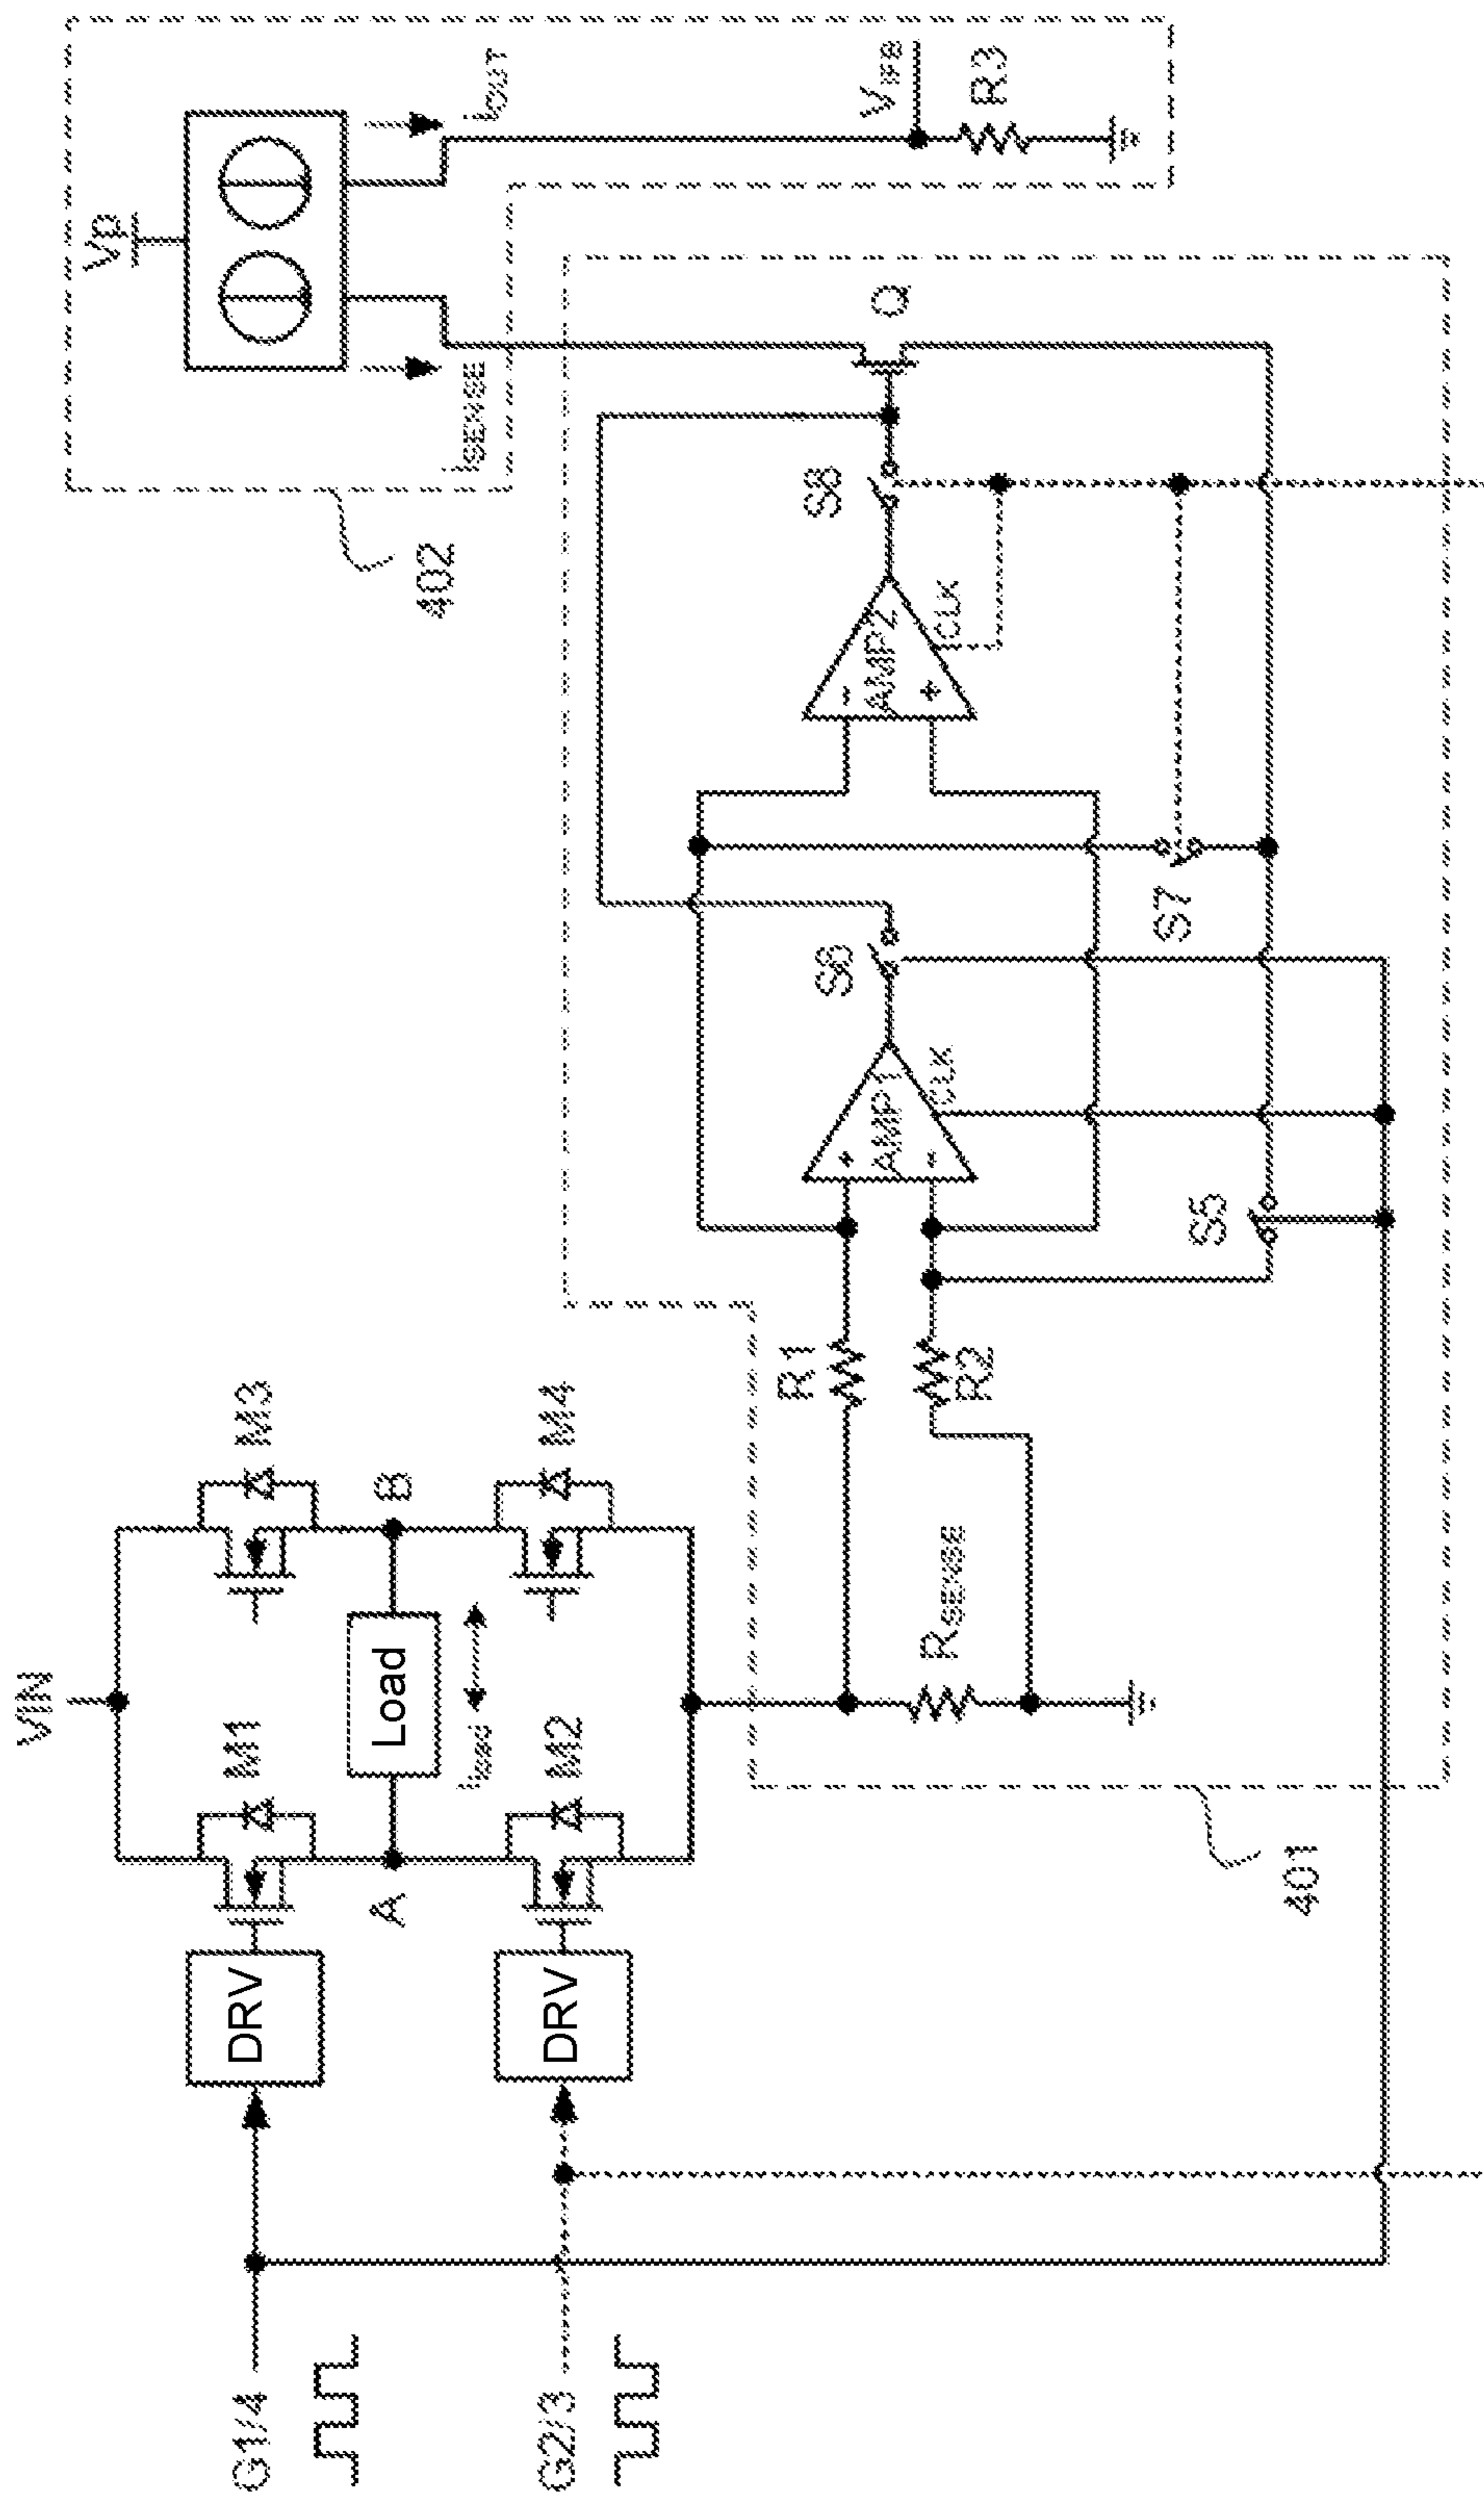 VIN
Vp
G1/4
DRV
M1
M3
A
Load
B
iload
iSENSE
iOUT
G2/3
DRV
M2
M4
402
VIFB
R3
R1
S6
S8
Q
AMP1
+
-
CLK
AMP2
-
+
CLK
RSENSE
R2
S7
S5
401